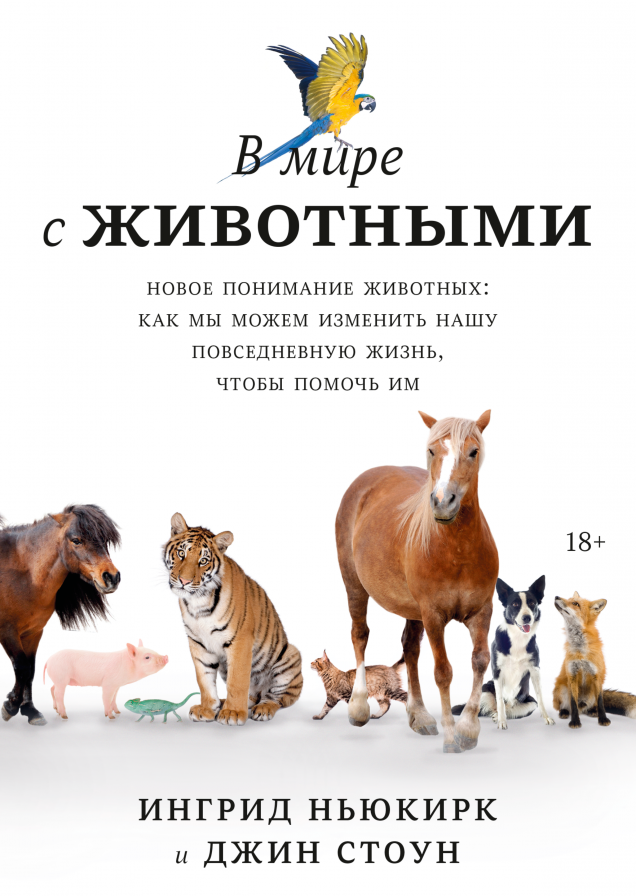 В мире
с ЖИВОТНЫМИ
НОВОЕ ПОНИМАНИЕ ЖИВОТНЫХ:
КАК МЫ МОЖЕМ ИЗМЕНИТЬ НАШУ
ПОВСЕДНЕВНУЮ ЖИЗНЬ,
ЧТОБЫ ПОМОЧЬ ИМ
18+
ИНГРИД НЬЮКИРК
и ДЖИН СТОУН